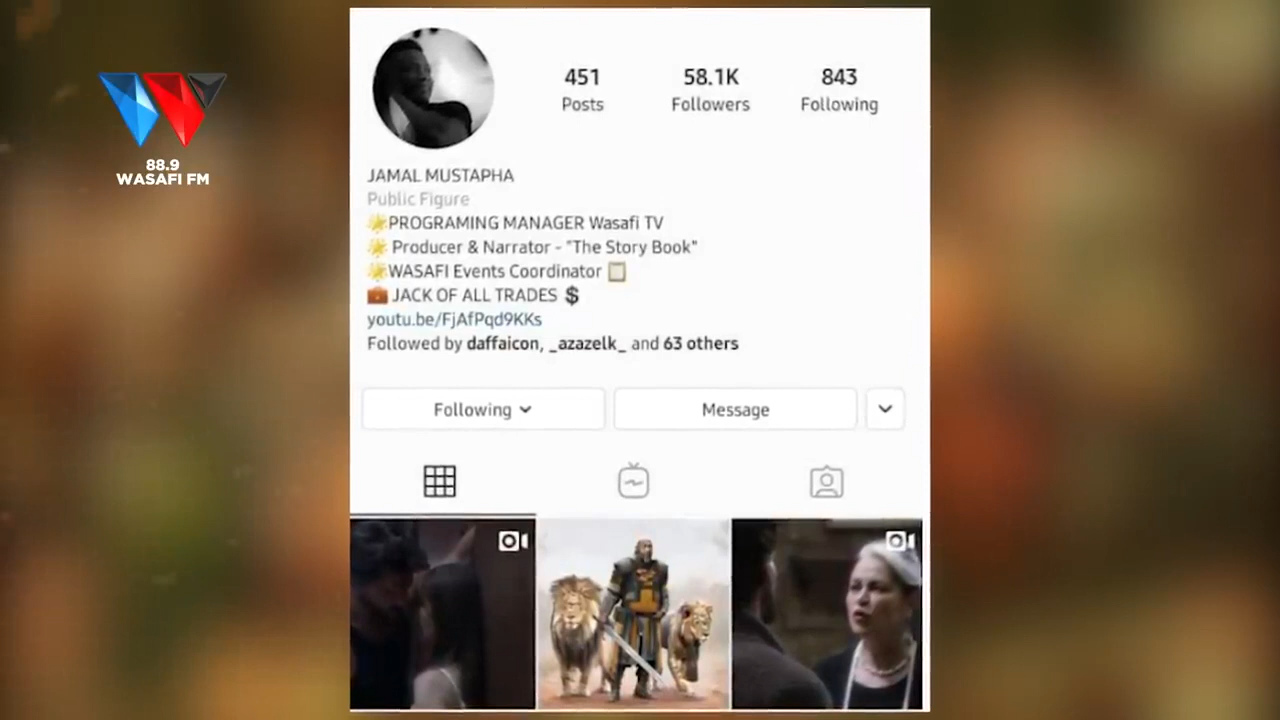 88.9
WASAFI FM
451
Posts
58.1K
Followers
843
Following
JAMAL MUSTAPHA
Public Figure
PROGRAMING MANAGER Wasafi TV
Producer & Narrator - "The Story Book"
WASAFI Events Coordinator
JACK OF ALL TRADES $
youtu.be/FjAfPqd9KKs
Followed by daffaicon, _azazelk_ and 63 others
Following
Message